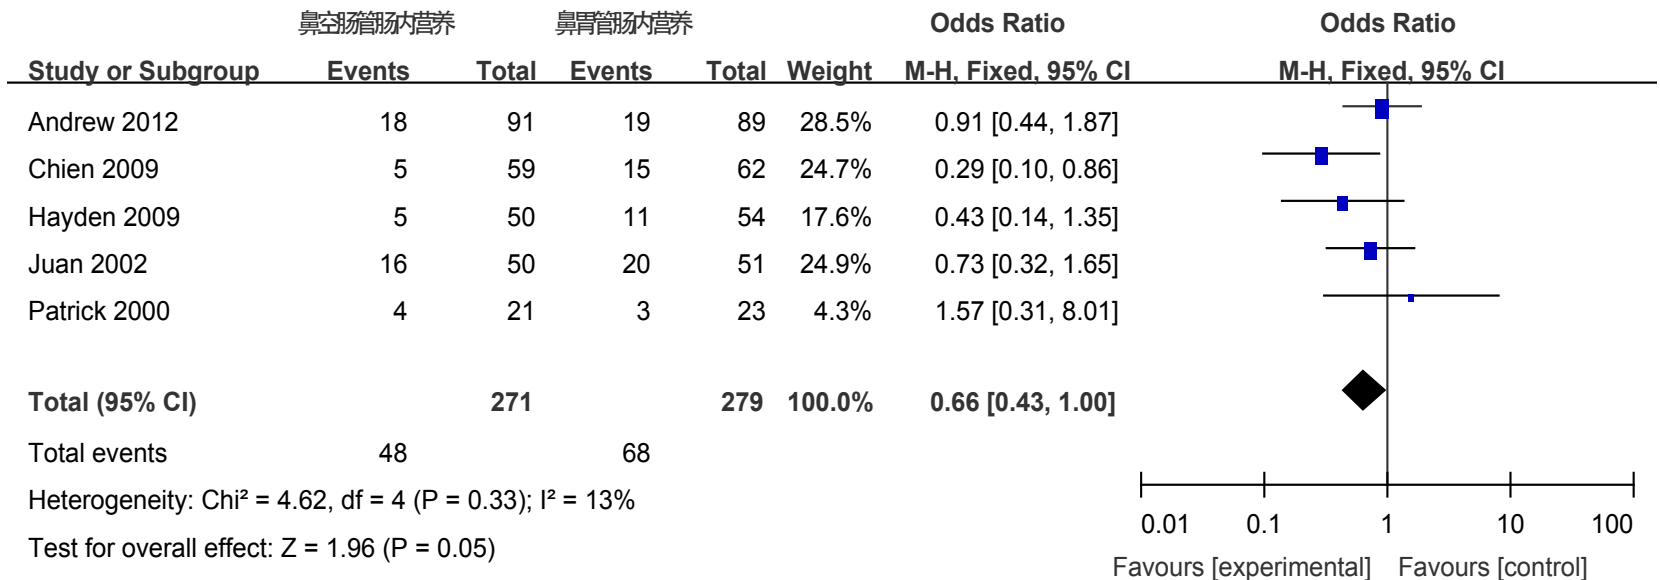 鼻空肠管肠内营养 鼻胃管肠内营养 Odds Ratio Odds Ratio
Study or Subgroup Events Total Events Total Weight M-H, Fixed, 95% CI M-H, Fixed, 95% CI
Andrew 2012 18 91 19 89 28.5% 0.91 [0.44, 1.87]
Chien 2009 5 59 15 62 24.7% 0.29 [0.10, 0.86]
Hayden 2009 5 50 11 54 17.6% 0.43 [0.14, 1.35]
Juan 2002 16 50 20 51 24.9% 0.73 [0.32, 1.65]
Patrick 2000 4 21 3 23 4.3% 1.57 [0.31, 8.01]
Total (95% CI) 271 279 100.0% 0.66 [0.43, 1.00]
Total events 48 68
Heterogeneity: Chi² = 4.62, df = 4 (P = 0.33); I² = 13%
Test for overall effect: Z = 1.96 (P = 0.05)
0.01 0.1 1 10 100
Favours [experimental] Favours [control]